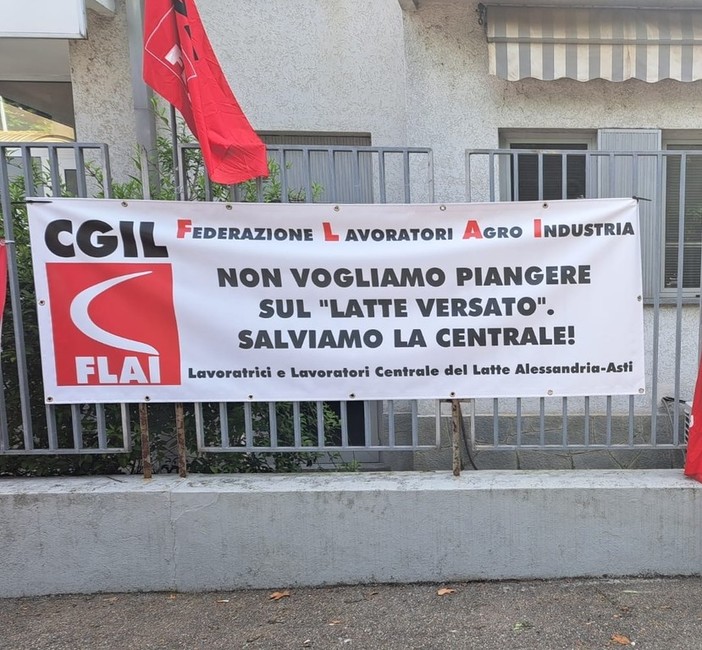 CGIL
FEDERAZIONE LAVORATORI AGRO INDUSTRIA
NON VOGLIAMO PIANGERE
SUL "LATTE VERSATO".
SALVIAMO LA CENTRALE!
FLAI
Lavoratrici e Lavoratori Centrale del Latte Alessandria-Asti